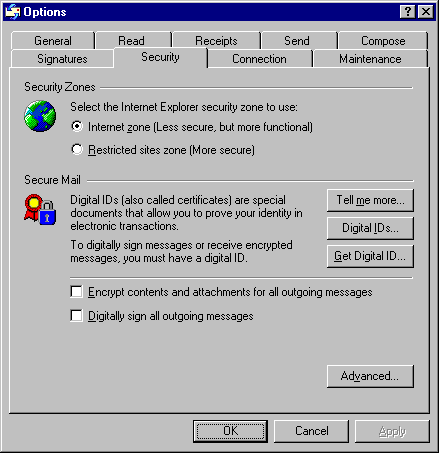 Options
General Read Receipts Send Compose
Signatures Security Connection Maintenance
Security Zones
Select the Internet Explorer security zone to use:
Internet zone (Less secure, but more functional)
Restricted sites zone (More secure)
Secure Mail
Digital IDs (also called certificates) are special
documents that allow you to prove your identity in
electronic transactions.
To digitally sign messages or receive encrypted
messages, you must have a digital ID.
Tell me more...
Digital IDs...
Get Digital ID...
Encrypt contents and attachments for all outgoing messages
Digitally sign all outgoing messages
Advanced...
OK Cancel Apply